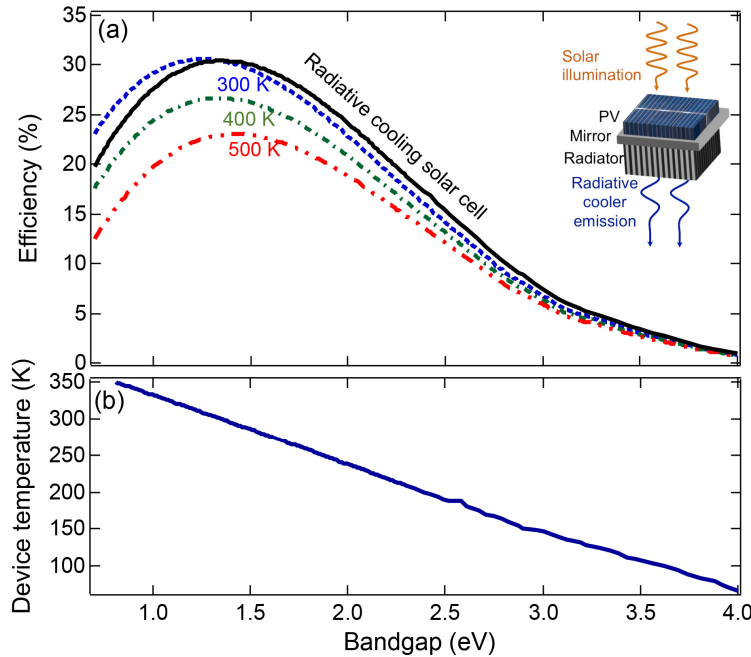 (a)
Efficiency (%)
35
30
25
20
15
10
5
0
300 K
400 K
500 K
Radiative cooling solar cell
Solar
illumination
PV
Mirror
Radiator
Radiative
cooler
emission
(b)
Device temperature (K)
350
300
250
200
150
100
1.0 1.5 2.0 2.5 3.0 3.5 4.0
Bandgap (eV)